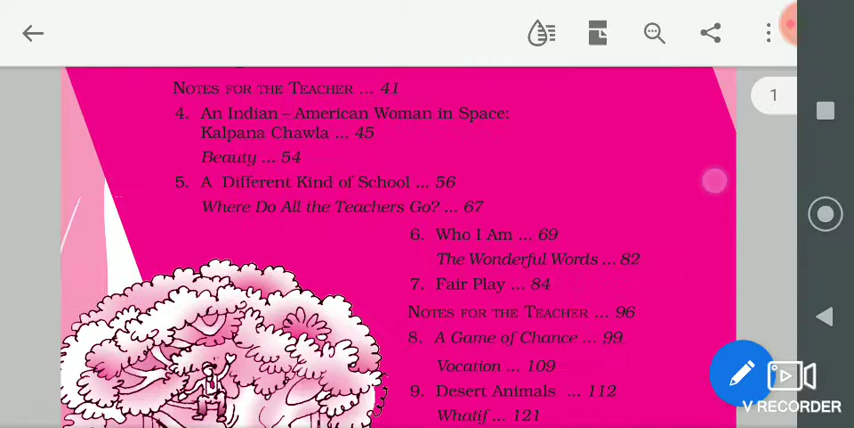 1
NOTES FOR THE TEACHER ... 41
4. An Indian – American Woman in Space:
Kalpana Chawla ... 45
Beauty ... 54
5. A Different Kind of School ... 56
Where Do All the Teachers Go? ... 67
6. Who I Am ... 69
The Wonderful Words ... 82
7. Fair Play ... 84
NOTES FOR THE TEACHER ... 96
8. A Game of Chance ... 99
Vocation ... 109
9. Desert Animals ... 112
Whatif ... 121
V RECORDER